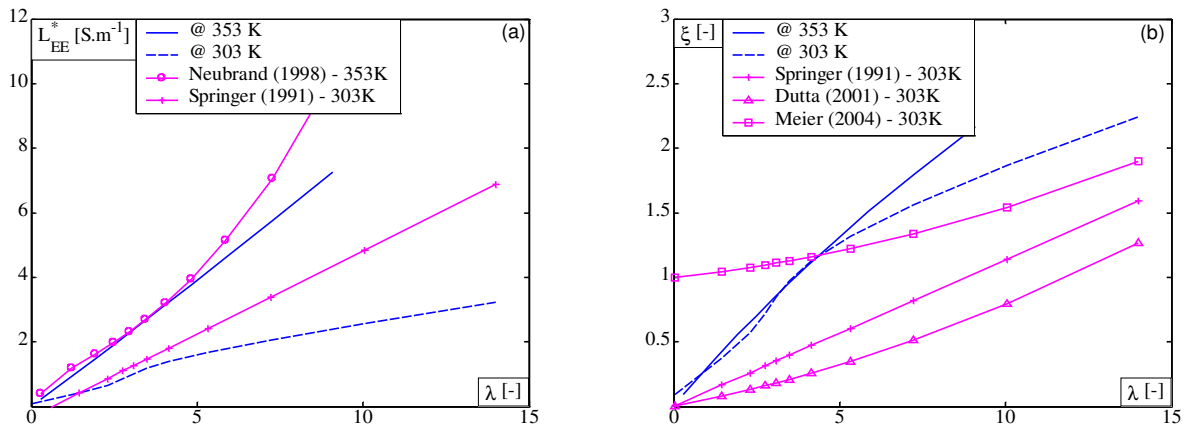 12
10
8
6
4
2
0
5
10
15
L*EE [S.m-1]
(a)
@ 353 K
@ 303 K
Neubrand (1998) - 353K
Springer (1991) - 303K
λ [-]
3
2.5
2
1.5
1
0.5
0
0
5
10
15
ξ [-]
(b)
@ 353 K
@ 303 K
Springer (1991) - 303K
Dutta (2001) - 303K
Meier (2004) - 303K
λ [-]